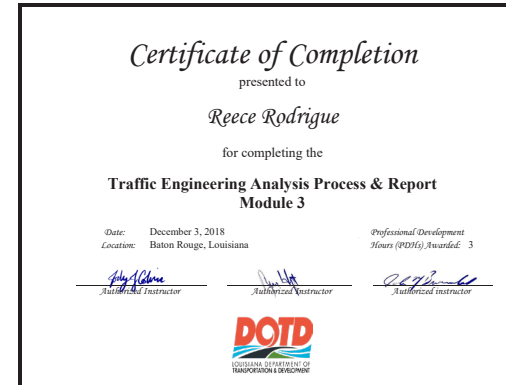 Certificate of Completion
presented to
Reece Rodrigue
for completing the
Traffic Engineering Analysis Process & Report
Module 3
Date: December 3, 2018
Location: Baton Rouge, Louisiana
Professional Development
Hours (PDHs) Awarded: 3
Authorized Instructor
Authorized Instructor
Authorized instructor
DOTD
LOUISIANA DEPARTMENT OF
TRANSPORTATION & DEVELOPMENT